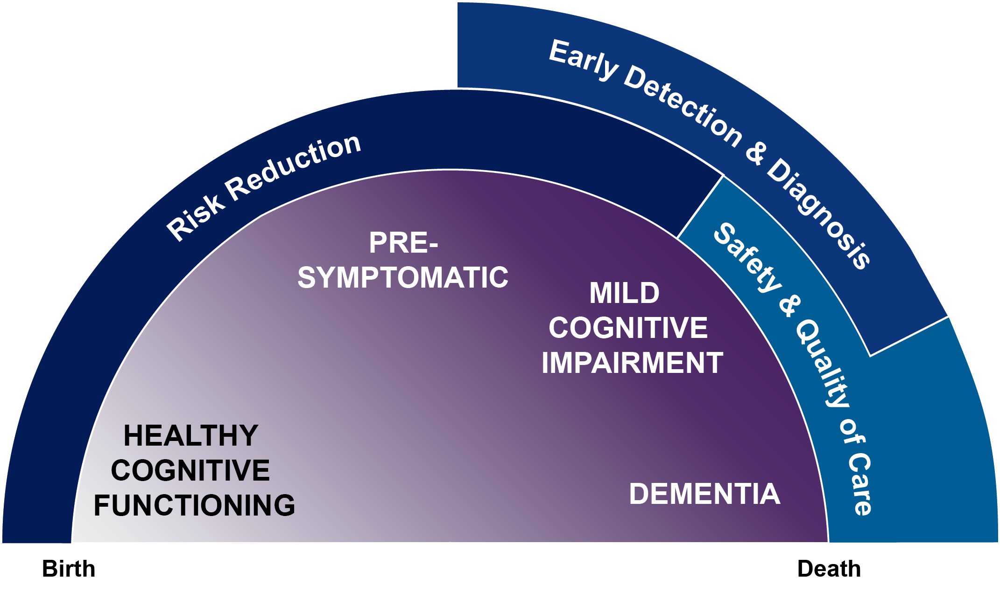 Early Detection & Diagnosis
Risk Reduction
Safety & Quality of Care
PRE-
SYMPTOMATIC
MILD
COGNITIVE
IMPAIRMENT
HEALTHY
COGNITIVE
FUNCTIONING
DEMENTIA
Birth
Death